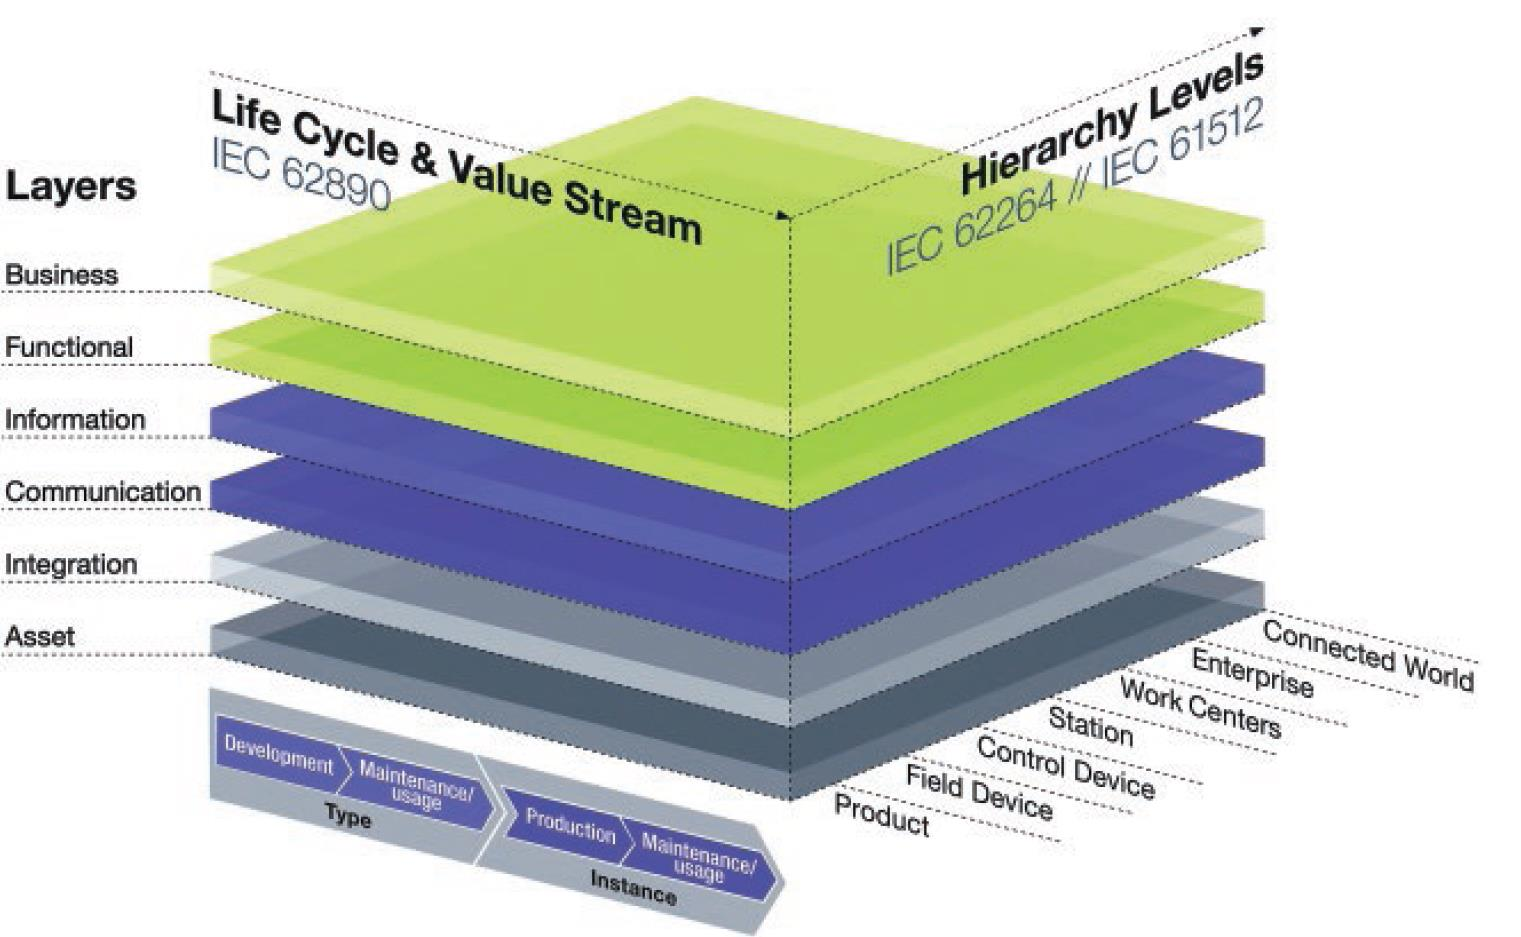 Life Cycle & Value Stream
IEC 62890
Hierarchy Levels
IEC 62264 // IEC 61512
Layers
Business
Functional
Information
Communication
Integration
Asset
Connected World
Enterprise
Work Centers
Station
Control Device
Field Device
Product
Development
Maintenance/
usage
Type
Production
Maintenance/
usage
Instance